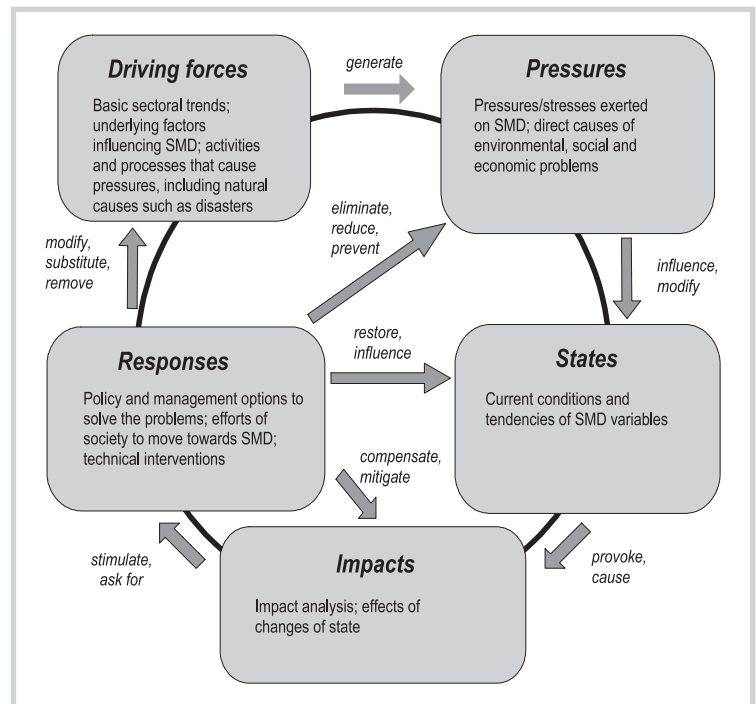 Driving forces
Basic sectoral trends;
underlying factors
influencing SMD; activities
and processes that cause
pressures, including natural
causes such as disasters
generate
Pressures
Pressures/stresses exerted
on SMD; direct causes of
environmental, social and
economic problems
modify,
substitute,
remove
eliminate,
reduce,
prevent
influence,
modify
Responses
Policy and management options to
solve the problems; efforts of
society to move towards SMD;
technical interventions
restore,
influence
States
Current conditions and
tendencies of SMD variables
compensate,
mitigate
stimulate,
ask for
Impacts
Impact analysis; effects of
changes of state
provoke,
cause